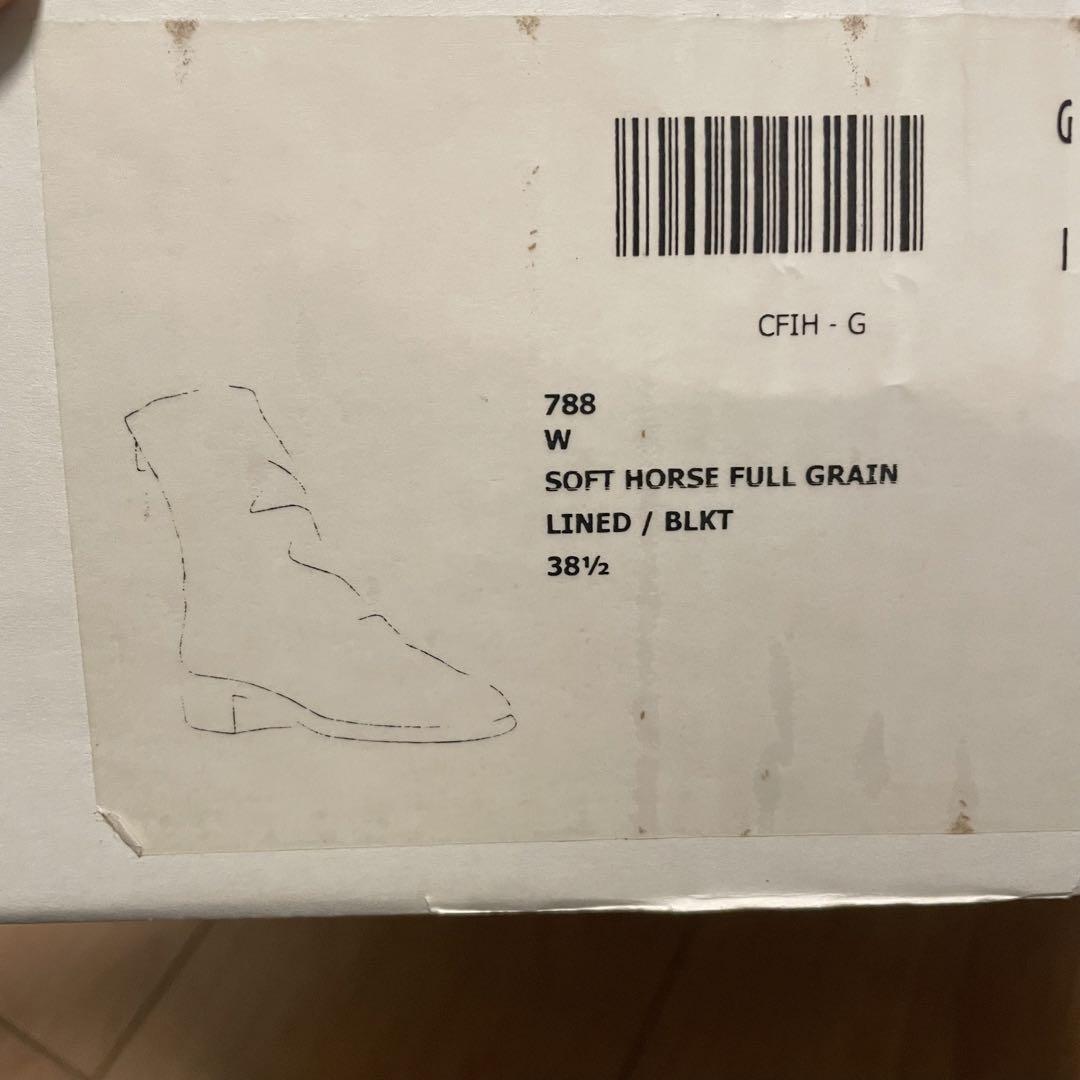 G
I
CFIH - G
788
W
SOFT HORSE FULL GRAIN
LINED / BLKT
38½